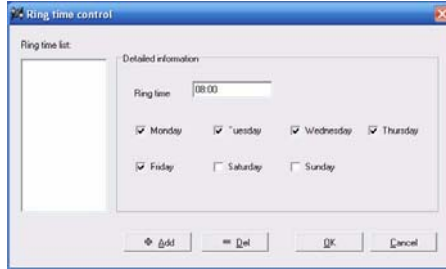 Ring time control
Ring time list:
Detailed information
Ring time 08:00
Monday Tuesday Wednesday Thursday
Friday Saturday Sunday
Add Del OK Cancel